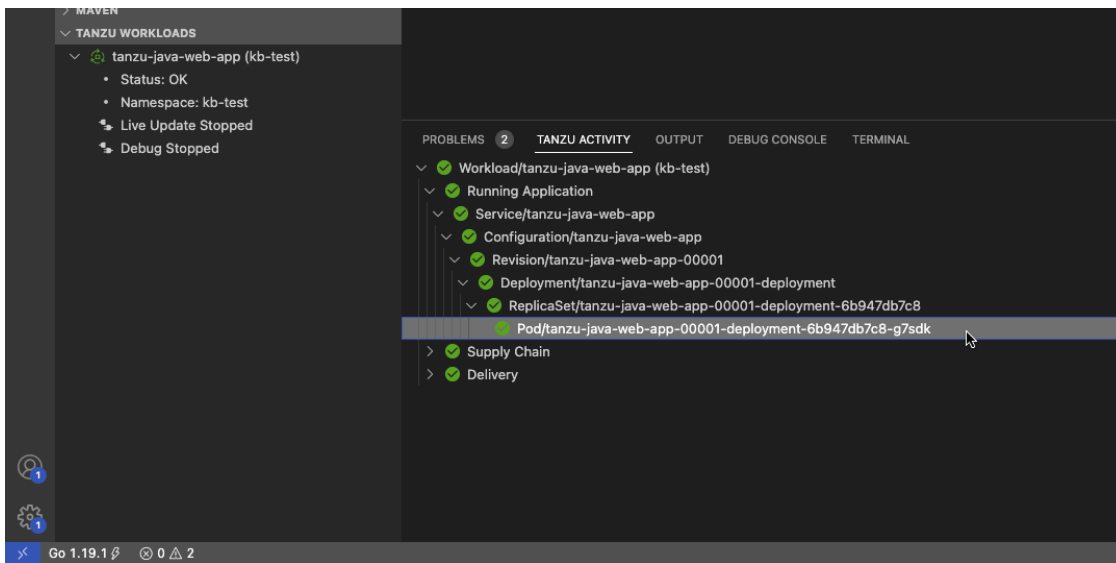 MAVEN
TANZU WORKLOADS
tanzu-java-web-app (kb-test)
• Status: OK
• Namespace: kb-test
Live Update Stopped
Debug Stopped
PROBLEMS 2 TANZU ACTIVITY OUTPUT DEBUG CONSOLE TERMINAL
Workload/tanzu-java-web-app (kb-test)
Running Application
Service/tanzu-java-web-app
Configuration/tanzu-java-web-app
Revision/tanzu-java-web-app-00001
Deployment/tanzu-java-web-app-00001-deployment
ReplicaSet/tanzu-java-web-app-00001-deployment-6b947db7c8
Pod/tanzu-java-web-app-00001-deployment-6b947db7c8-g7sdk
Supply Chain
Delivery
1
1
Go 1.19.1 0 2